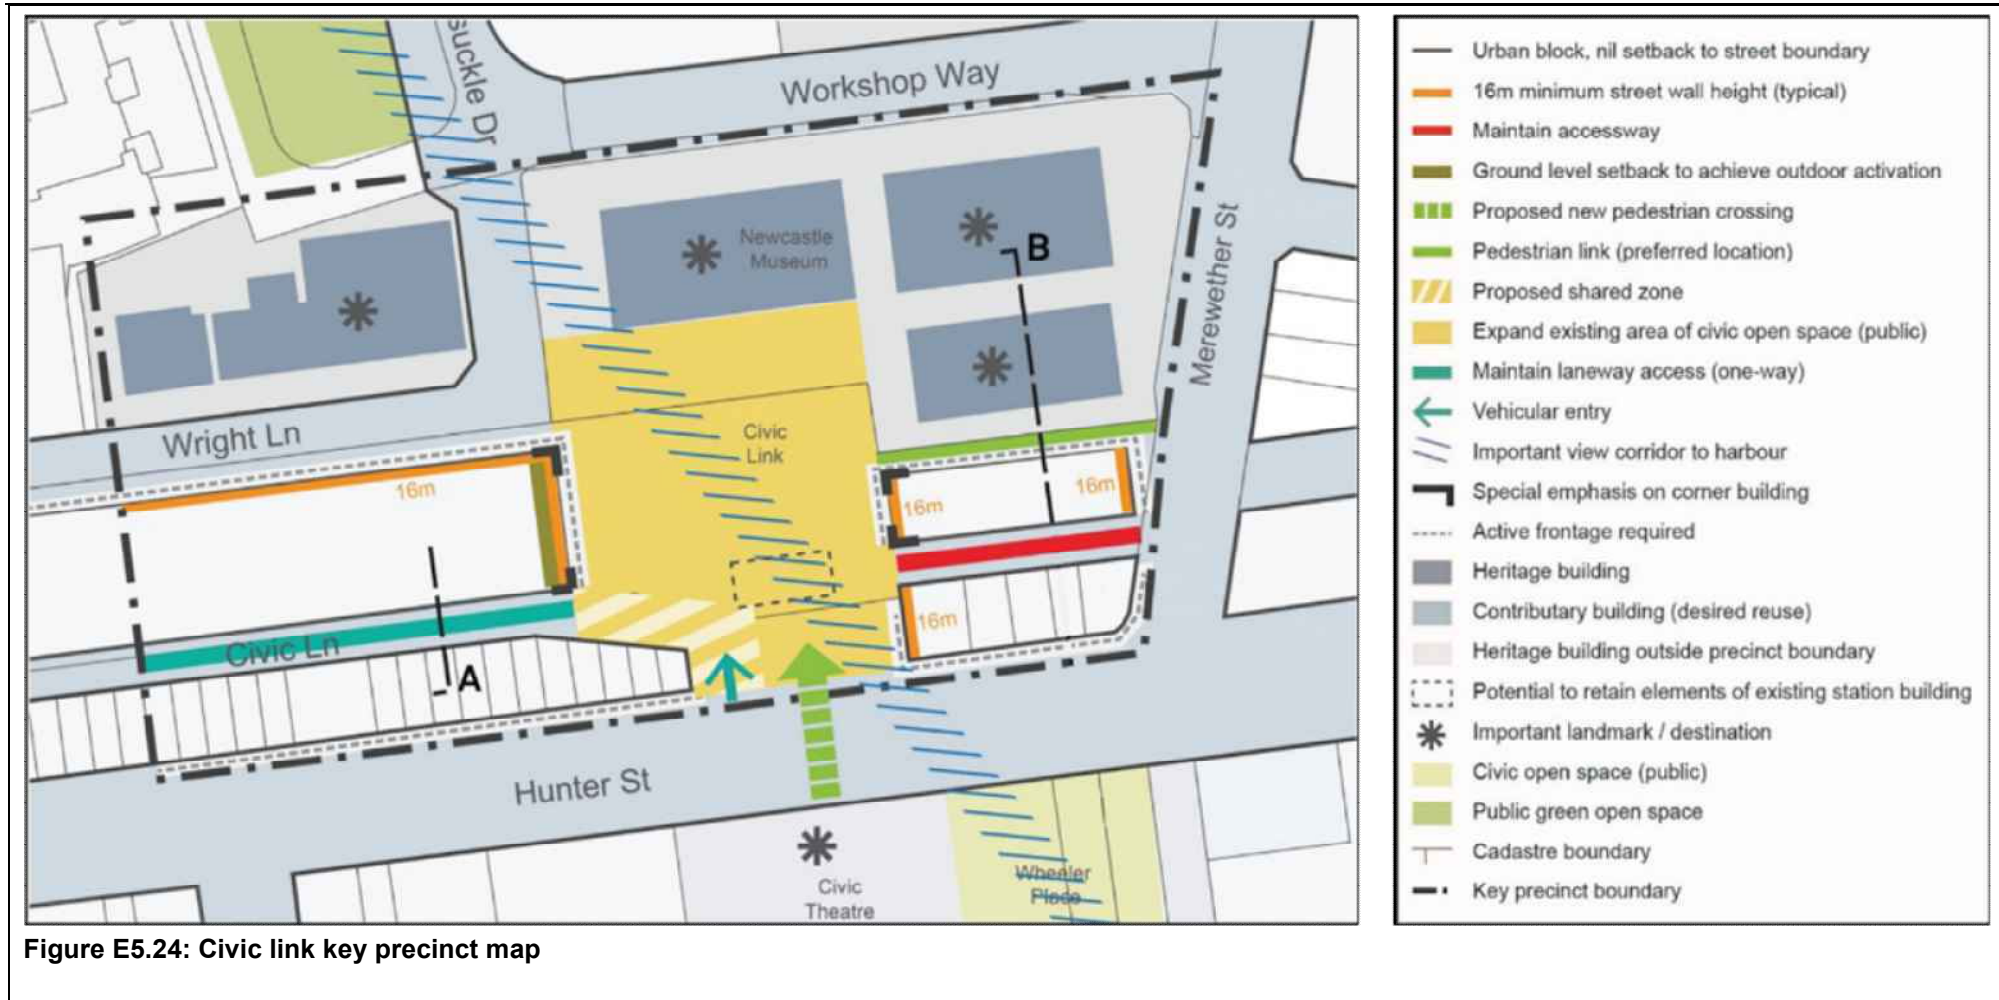 suckle Dr
Workshop Way
Newcastle
Museum
B
Merewether St
Wright Ln
Civic
Link
16m
16m
16m
16m
Civic Ln
A
Hunter St
Civic
Theatre
Wheeler
Place
Urban block, nil setback to street boundary
16m minimum street wall height (typical)
Maintain accessway
Ground level setback to achieve outdoor activation
Proposed new pedestrian crossing
Pedestrian link (preferred location)
Proposed shared zone
Expand existing area of civic open space (public)
Maintain laneway access (one-way)
Vehicular entry
Important view corridor to harbour
Special emphasis on corner building
Active frontage required
Heritage building
Contributary building (desired reuse)
Heritage building outside precinct boundary
Potential to retain elements of existing station building
Important landmark / destination
Civic open space (public)
Public green open space
Cadastre boundary
Key precinct boundary
Figure E5.24: Civic link key precinct map